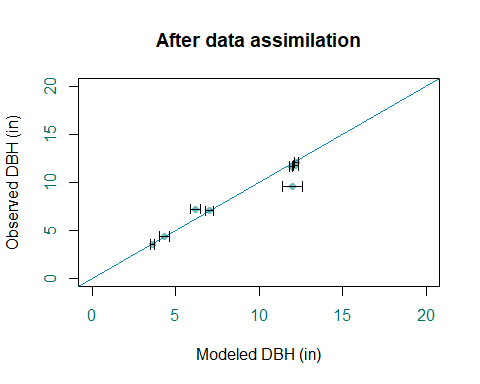 After data assimilation
Observed DBH (in)
20
15
10
5
0
0 5 10 15 20
Modeled DBH (in)